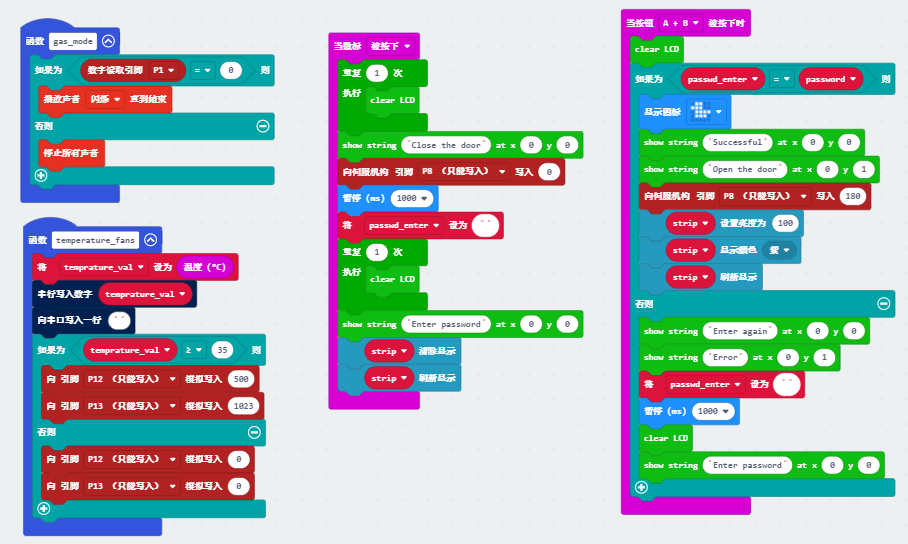 函数 gas_mode
如果为 数字读取引脚 P1 = 0 则
播放声音 闪烁 直到结束
否则
停止所有声音
函数 temperature_fans
将 temprature_val 设为 温度 (°C)
串行写入数字 temprature_val
向串口写入一行 " "
如果为 temprature_val ≥ 35 则
向 引脚 P12 (只能写入) 模拟写入 500
向 引脚 P13 (只能写入) 模拟写入 1023
否则
向 引脚 P12 (只能写入) 模拟写入 0
向 引脚 P13 (只能写入) 模拟写入 0
当徽标 被按下
重复 1 次
执行 clear LCD
show string "Close the door" at x 0 y 0
向伺服机构 引脚 P8 (只能写入) 写入 0
暂停 (ms) 1000
将 passwd_enter 设为 " "
重复 1 次
执行 clear LCD
show string "Enter password" at x 0 y 0
strip 清除显示
strip 刷新显示
当按钮 A + B 被按下时
clear LCD
如果为 passwd_enter = password 则
显示图标
show string "Successful" at x 0 y 0
show string "Open the door" at x 0 y 1
向伺服机构 引脚 P8 (只能写入) 写入 180
strip 设置亮度为 100
strip 显示颜色
strip 刷新显示
否则
show string "Enter again" at x 0 y 0
show string "Error" at x 0 y 1
将 passwd_enter 设为 " "
暂停 (ms) 1000
clear LCD
show string "Enter password" at x 0 y 0